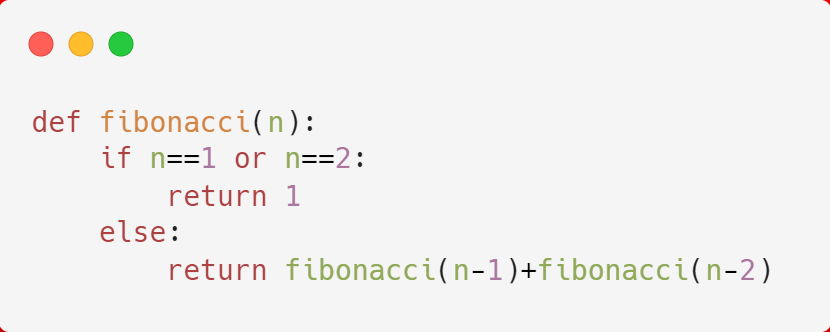 def fibonacci(n):
    if n==1 or n==2:
        return 1
    else:
        return fibonacci(n-1)+fibonacci(n-2)